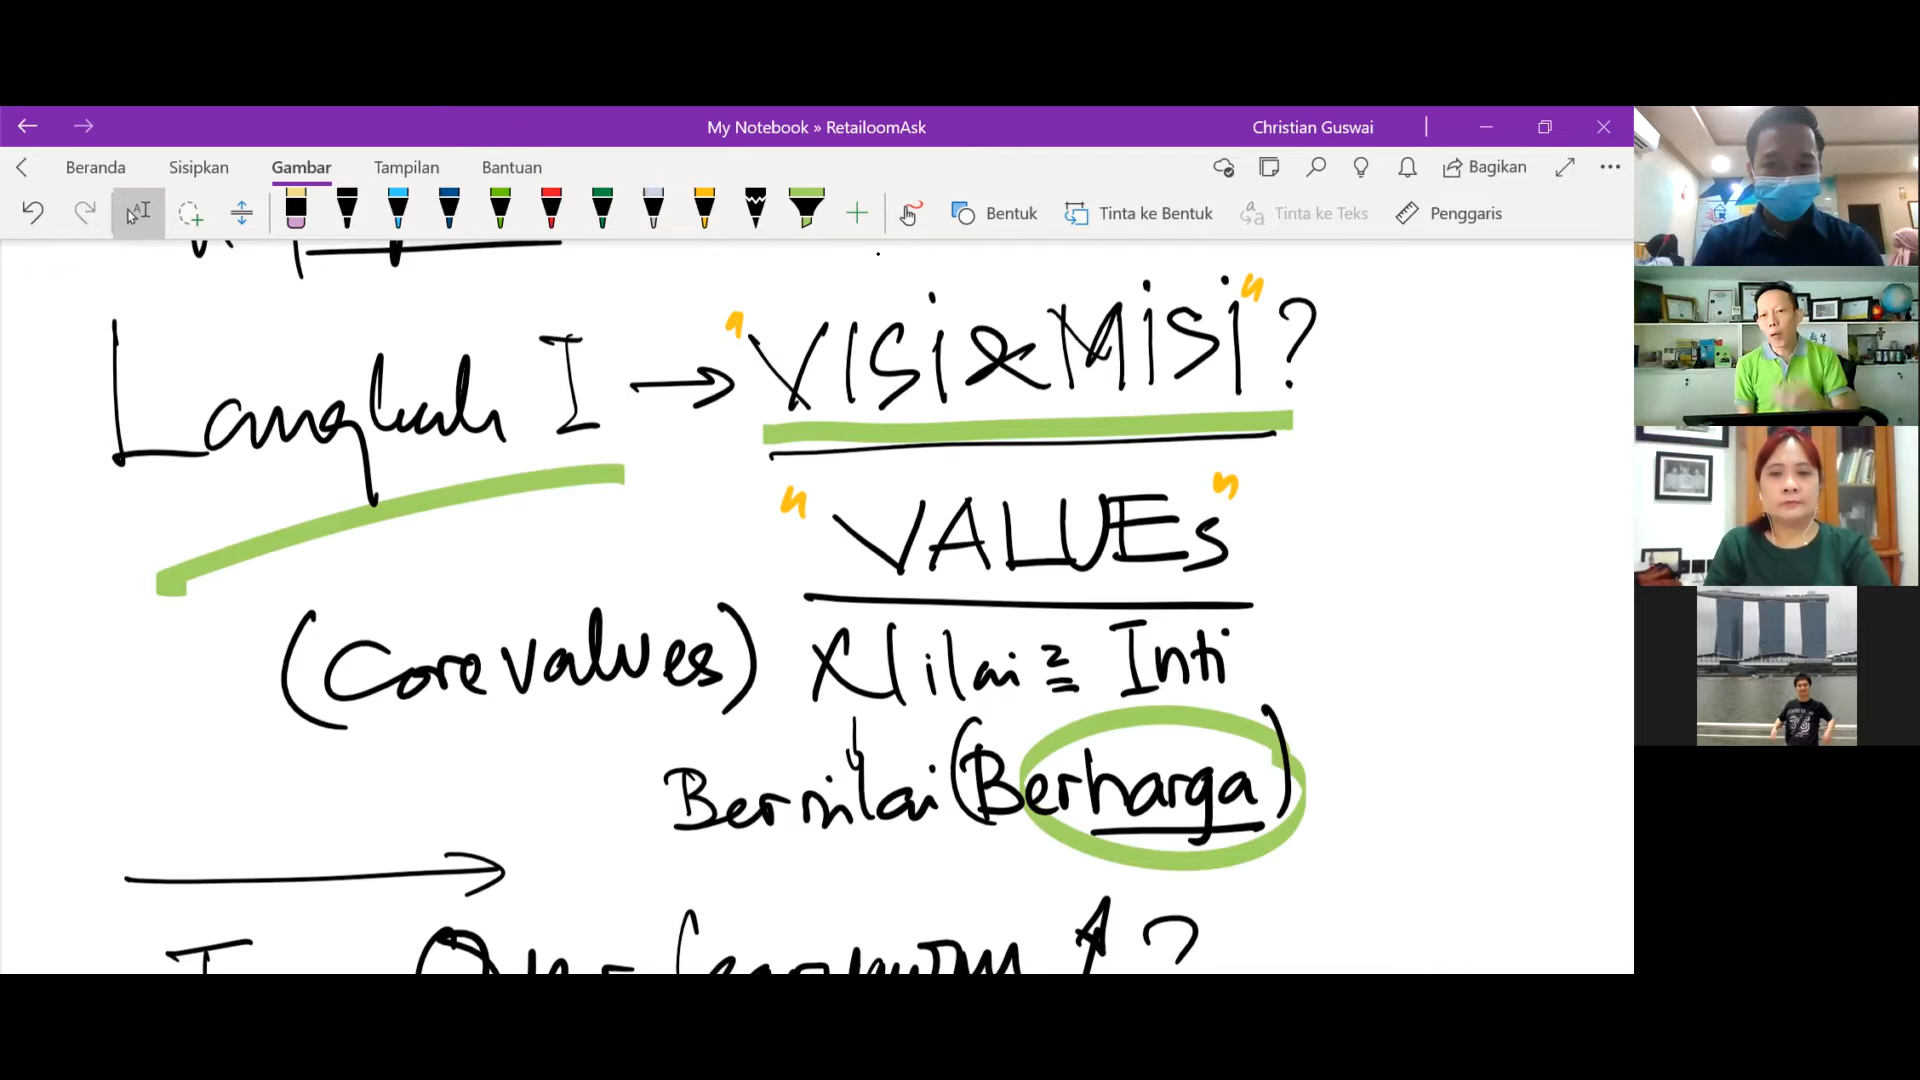 My Notebook » RetailoomAsk
Christian Guswai
Beranda Sisipkan Gambar Tampilan Bantuan
Bagikan
Bentuk Tinta ke Bentuk Tinta ke Teks Penggaris
Langkah I → "VISI & MISI" ?
"VALUEs"
(Core values) Nilai² Inti
Bernilai (Berharga)